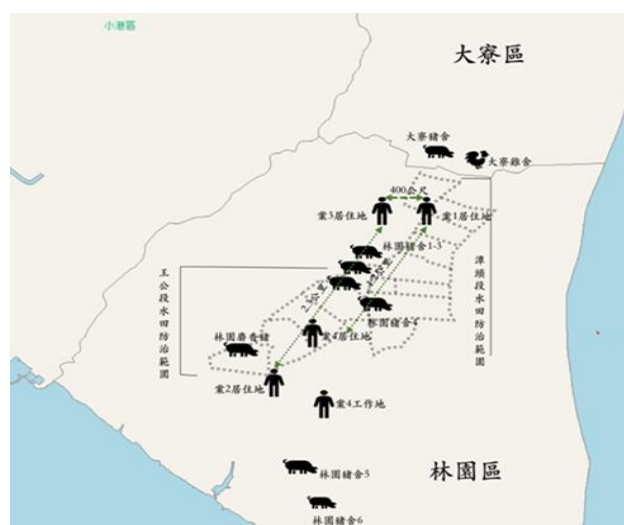 小港區
大寮區
大寮豬舍
大寮雞舍
400公尺
案3居住地
案1居住地
林園豬舍1-3
潭頭段水田防治範圍
王公段水田防治範圍
林園豬舍4
林園麝香豬
案4居住地
案2居住地
案4工作地
林園豬舍5
林園區
林園豬舍6